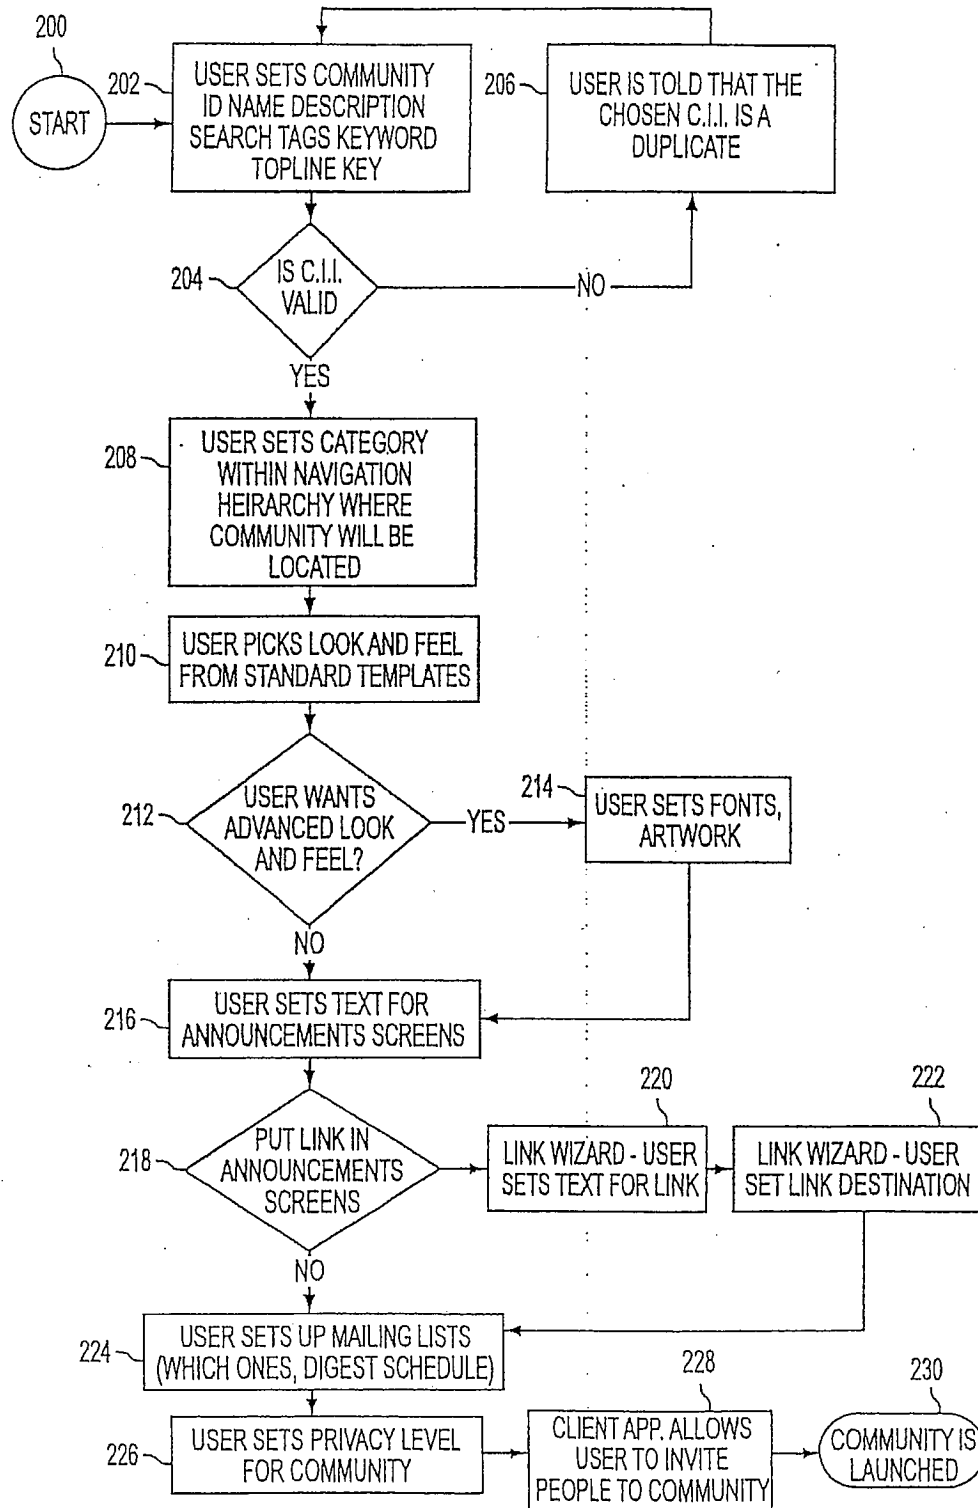 200
START
202
USER SETS COMMUNITY
ID NAME DESCRIPTION
SEARCH TAGS KEYWORD
TOPLINE KEY
206
USER IS TOLD THAT THE
CHOSEN C.I.I. IS A
DUPLICATE
204
IS C.I.I.
VALID
NO
YES
208
USER SETS CATEGORY
WITHIN NAVIGATION
HEIRARCHY WHERE
COMMUNITY WILL BE
LOCATED
210
USER PICKS LOOK AND FEEL
FROM STANDARD TEMPLATES
212
USER WANTS
ADVANCED LOOK
AND FEEL?
YES
214
USER SETS FONTS,
ARTWORK
NO
216
USER SETS TEXT FOR
ANNOUNCEMENTS SCREENS
218
PUT LINK IN
ANNOUNCEMENTS
SCREENS
220
LINK WIZARD - USER
SETS TEXT FOR LINK
222
LINK WIZARD - USER
SET LINK DESTINATION
NO
224
USER SETS UP MAILING LISTS
(WHICH ONES, DIGEST SCHEDULE)
226
USER SETS PRIVACY LEVEL
FOR COMMUNITY
228
CLIENT APP. ALLOWS
USER TO INVITE
PEOPLE TO COMMUNITY
230
COMMUNITY IS
LAUNCHED